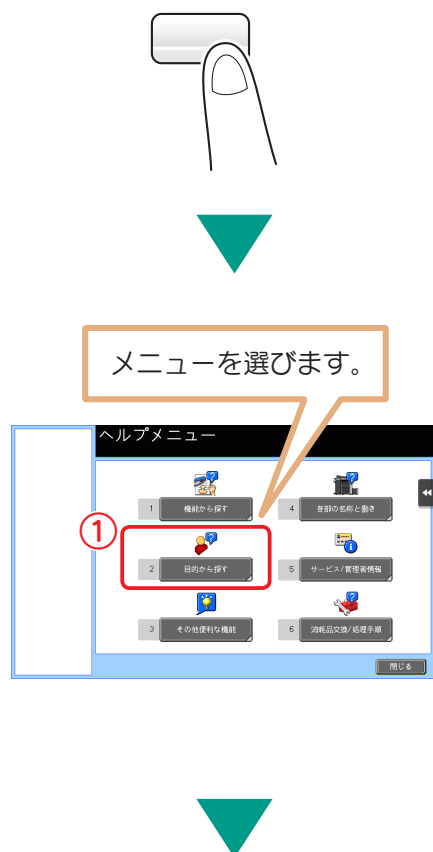 メニューを選びます。
ヘルプメニュー
1 機能から探す
4 各部の名称と働き
①
2 目的から探す
5 サービス/管理者情報
3 その他便利な機能
6 消耗品交換/処理手順
閉じる